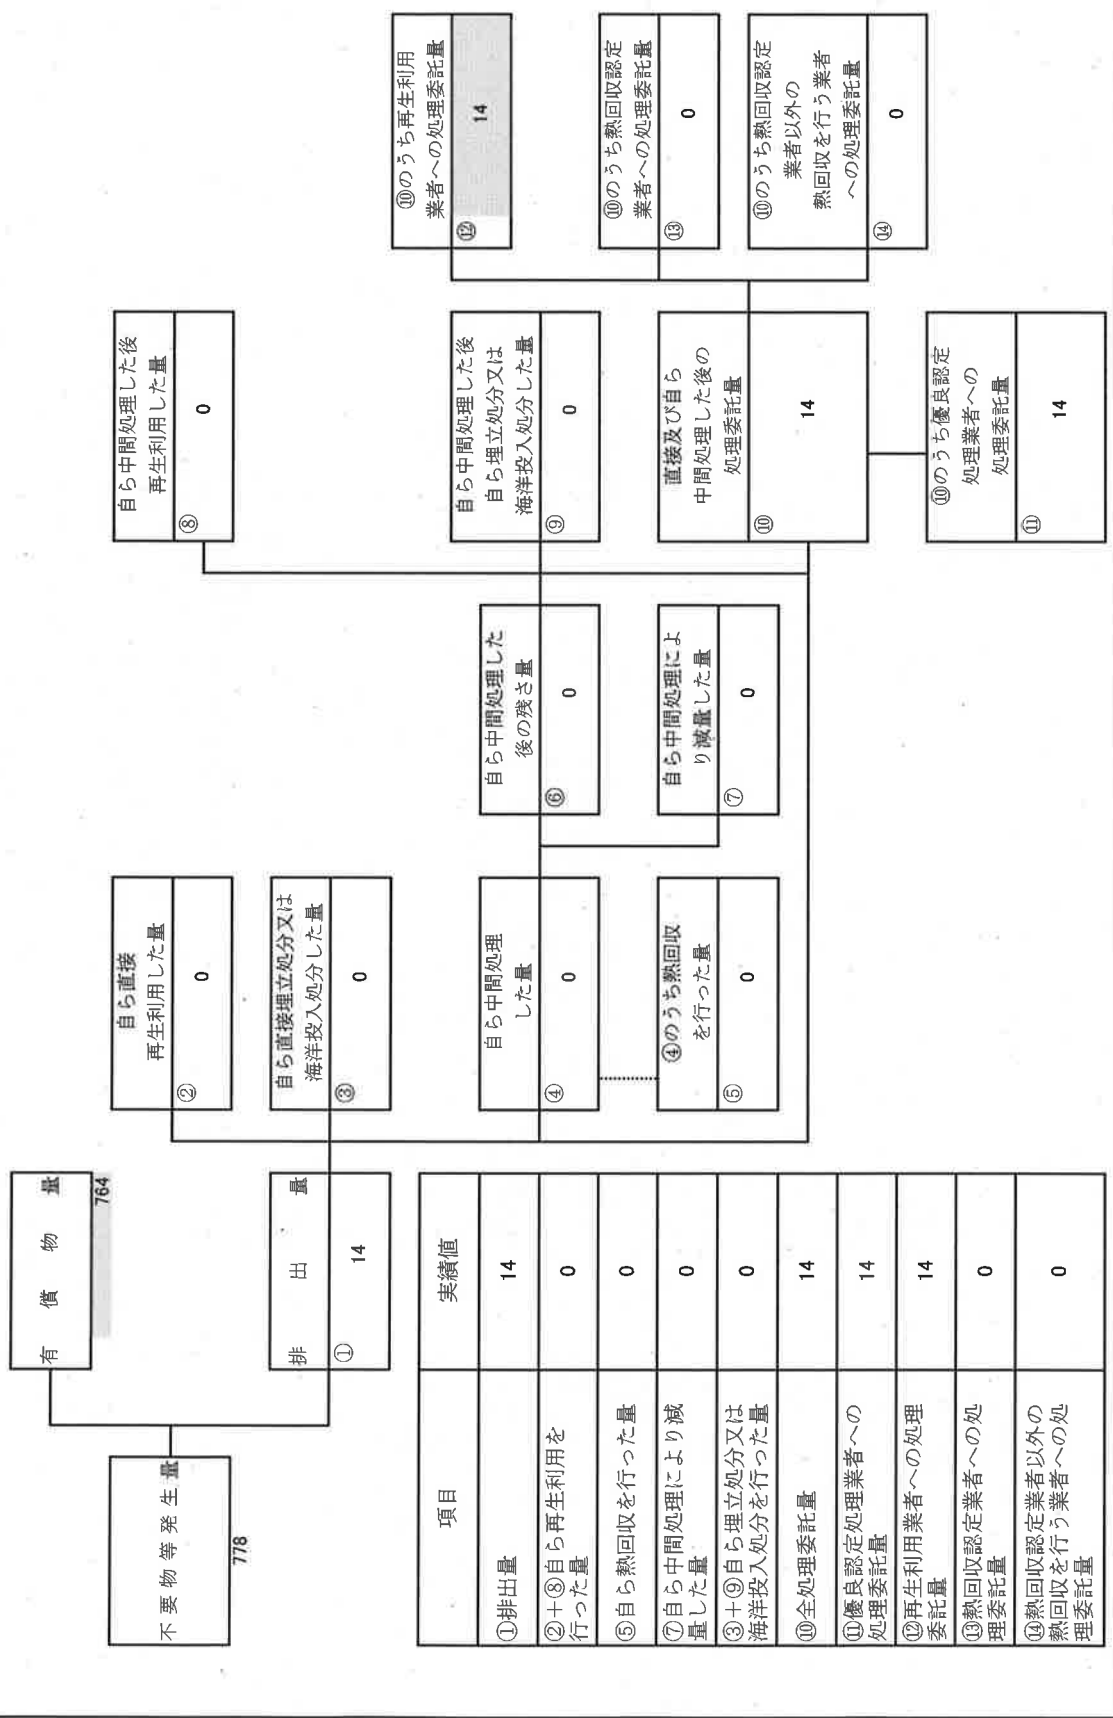 不要物等発生量
778
有償物量
764
排出量
①
14
自ら直接
再生利用した量
②
0
自ら直接埋立処分又は
海洋投入処分した量
③
0
自ら中間処理
した量
④
0
④のうち熱回収
を行った量
⑤
0
自ら中間処理した
後の残さ量
⑥
0
自ら中間処理によ
り減量した量
⑦
0
自ら中間処理した後
再生利用した量
⑧
0
自ら中間処理した後
自ら埋立処分又は
海洋投入処分した量
⑨
0
直接及び自ら
中間処理した後の
処理委託量
⑩
14
⑩のうち優良認定
処理業者への
処理委託量
⑪
14
⑩のうち再生利用
業者への処理委託量
⑫
14
⑩のうち熱回収認定
業者への処理委託量
⑬
0
⑩のうち熱回収認定
業者以外の
熱回収を行う業者
への処理委託量
⑭
0
項目 実績値
①排出量 14
②+⑧自ら再生利用を
行った量 0
⑤自ら熱回収を行った量 0
⑦自ら中間処理により減
量した量 0
③+⑨自ら埋立処分又は
海洋投入処分を行った量 0
⑩全処理委託量 14
⑪優良認定処理業者への
処理委託量 14
⑫再生利用業者への処理
委託量 14
⑬熱回収認定業者への処
理委託量 0
⑭熱回収認定業者以外の
熱回収を行う業者への処
理委託量 0